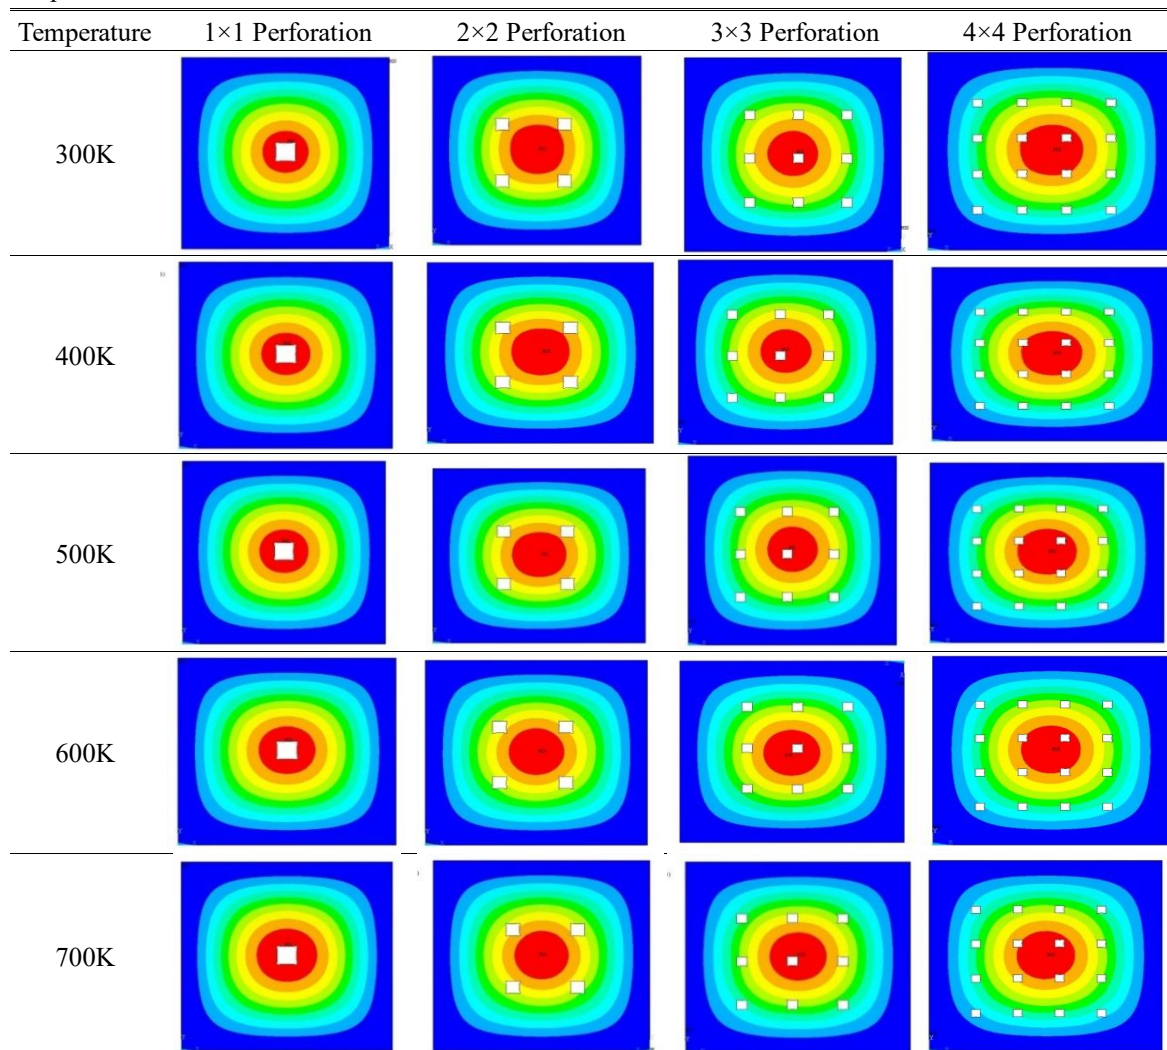 Temperature 1×1 Perforation 2×2 Perforation 3×3 Perforation 4×4 Perforation
300K
400K
500K
600K
700K